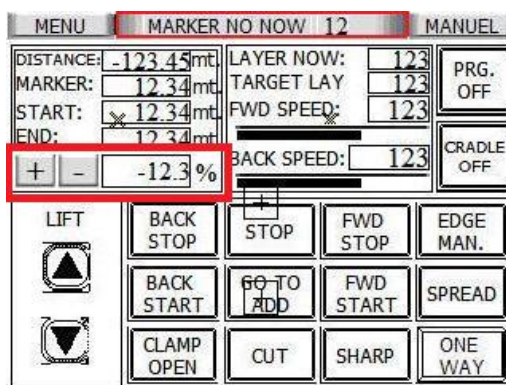 MENU MARKER NO NOW 12 MANUEL
DISTANCE: -123.45 mt. LAYER NOW: 123 PRG. OFF
MARKER: 12.34 mt. TARGET LAY 123
START: 12.34 mt. FWD SPEED: 123
END: 12.34 mt. CRADLE OFF
+ - -12.3 % BACK SPEED: 123
LIFT BACK STOP STOP FWD STOP EDGE MAN.
BACK START GO TO ADD FWD START SPREAD
CLAMP OPEN CUT SHARP ONE WAY